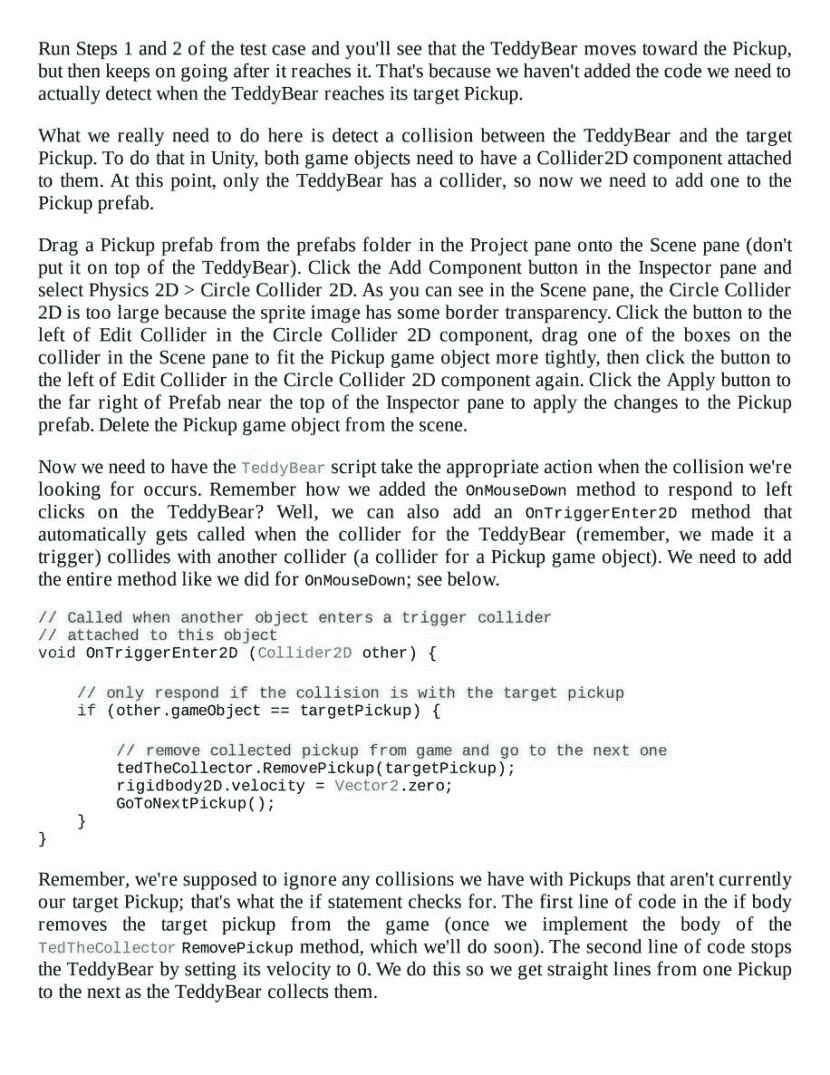 Run Steps 1 and 2 of the test case and you'll see that the TeddyBear moves toward the Pickup,
but then keeps on going after it reaches it. That's because we haven't added the code we need to
actually detect when the TeddyBear reaches its target Pickup.
What we really need to do here is detect a collision between the TeddyBear and the target
Pickup. To do that in Unity, both game objects need to have a Collider2D component attached
to them. At this point, only the TeddyBear has a collider, so now we need to add one to the
Pickup prefab.
Drag a Pickup prefab from the prefabs folder in the Project pane onto the Scene pane (don't
put it on top of the TeddyBear). Click the Add Component button in the Inspector pane and
select Physics 2D > Circle Collider 2D. As you can see in the Scene pane, the Circle Collider
2D is too large because the sprite image has some border transparency. Click the button to the
left of Edit Collider in the Circle Collider 2D component, drag one of the boxes on the
collider in the Scene pane to fit the Pickup game object more tightly, then click the button to
the left of Edit Collider in the Circle Collider 2D component again. Click the Apply button to
the far right of Prefab near the top of the Inspector pane to apply the changes to the Pickup
prefab. Delete the Pickup game object from the scene.
Now we need to have the TeddyBear script take the appropriate action when the collision we're
looking for occurs. Remember how we added the OnMouseDown method to respond to left
clicks on the TeddyBear? Well, we can also add an OnTriggerEnter2D method that
automatically gets called when the collider for the TeddyBear (remember, we made it a
trigger) collides with another collider (a collider for a Pickup game object). We need to add
the entire method like we did for OnMouseDown; see below.
// Called when another object enters a trigger collider
// attached to this object
void OnTriggerEnter2D (Collider2D other) {
// only respond if the collision is with the target pickup
if (other.gameObject == targetPickup) {
// remove collected pickup from game and go to the next one
tedTheCollector.RemovePickup(targetPickup);
rigidbody2D.velocity = Vector2.zero;
GoToNextPickup();
}
}
Remember, we're supposed to ignore any collisions we have with Pickups that aren't currently
our target Pickup; that's what the if statement checks for. The first line of code in the if body
removes the target pickup from the game (once we implement the body of the
TedTheCollector RemovePickup method, which we'll do soon). The second line of code stops
the TeddyBear by setting its velocity to 0. We do this so we get straight lines from one Pickup
to the next as the TeddyBear collects them.